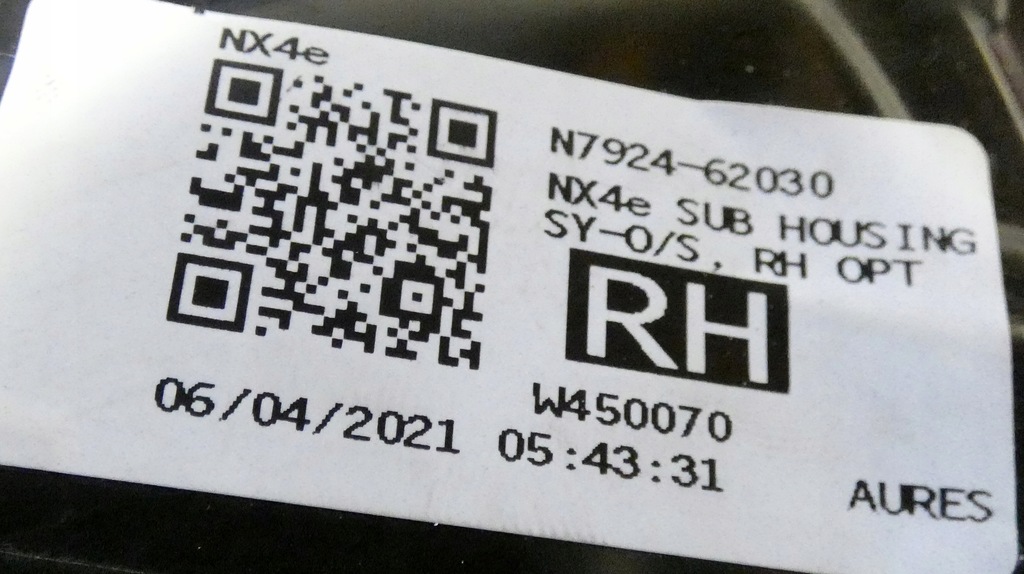 NX4e
N7924-62030
NX4e SUB HOUSING
SY-O/S, RH OPT
RH
W450070
06/04/2021 05:43:31
AURES